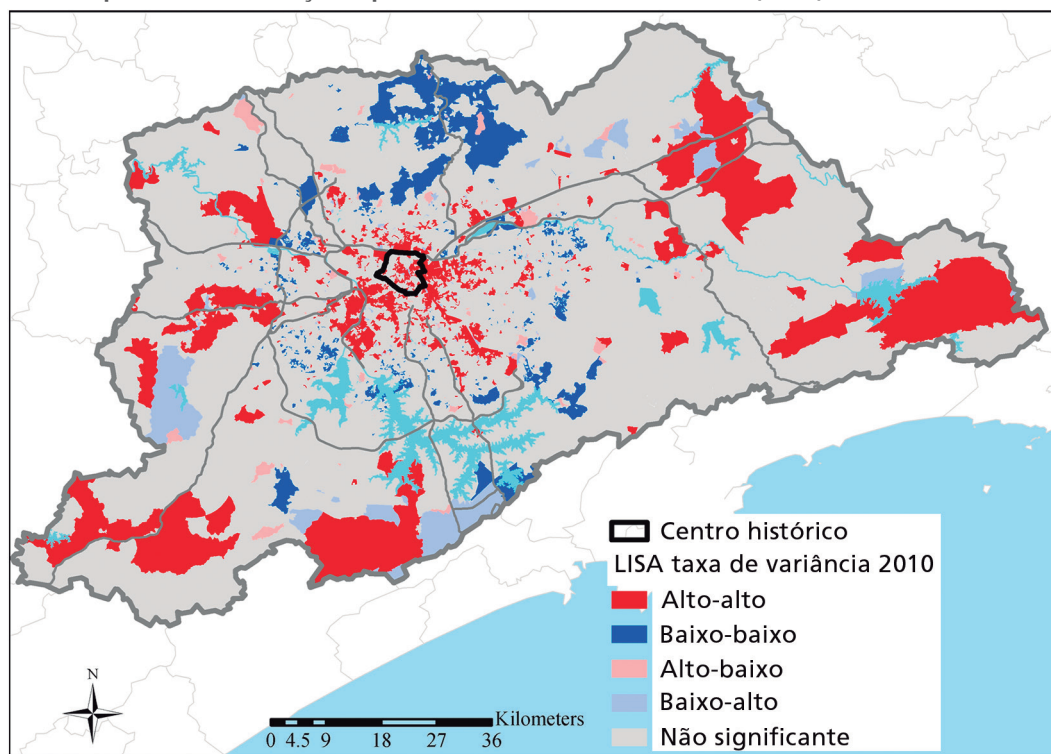 Centro histórico
LISA taxa de variância 2010
Alto-alto
Baixo-baixo
Alto-baixo
Baixo-alto
Não significante
N
Kilometers
0 4.5 9 18 27 36